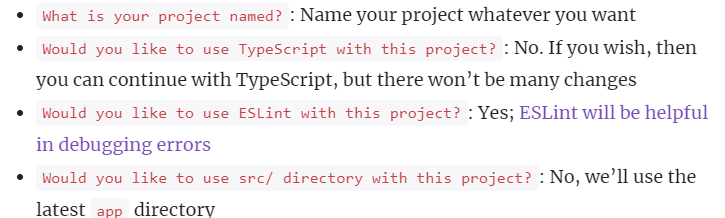 • What is your project named? : Name your project whatever you want
• Would you like to use TypeScript with this project? : No. If you wish, then
you can continue with TypeScript, but there won’t be many changes
• Would you like to use ESLint with this project? : Yes; ESLint will be helpful
in debugging errors
• Would you like to use src/ directory with this project? : No, we’ll use the
latest app directory